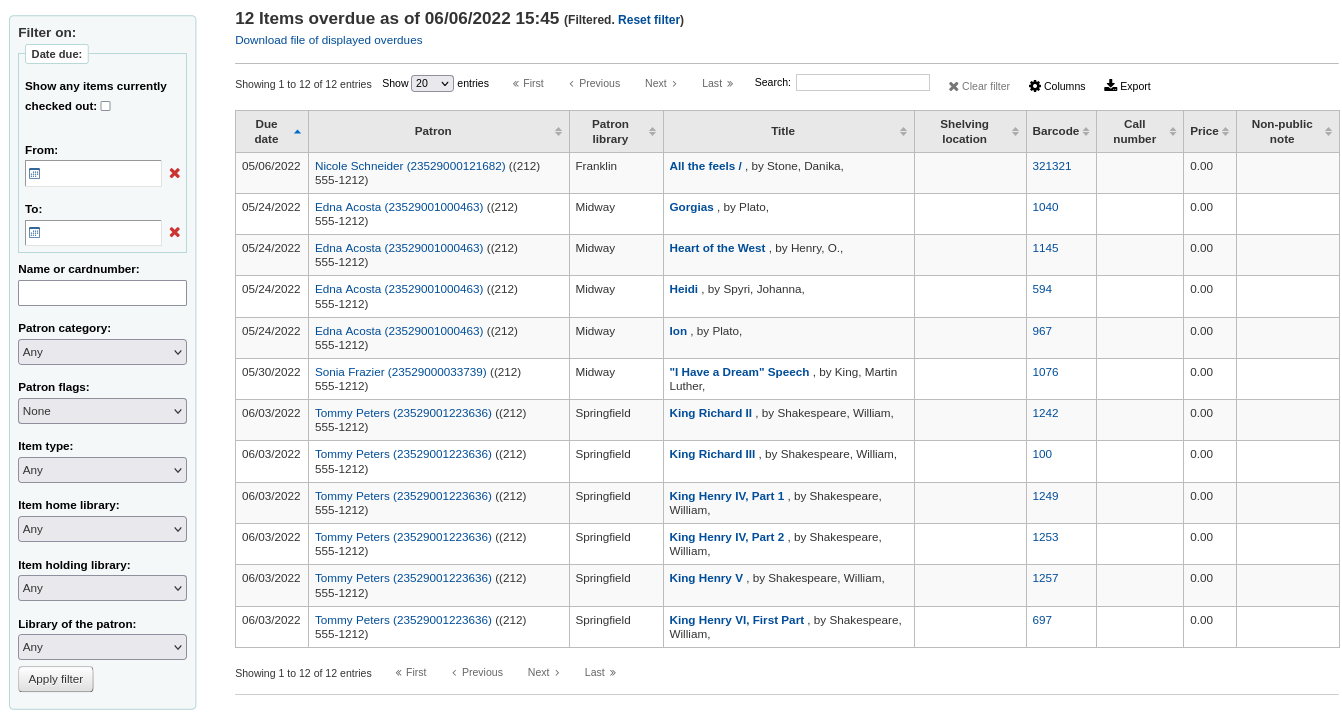 Filter on:
Date due:
Show any items currently
checked out:
From:
To:
Name or cardnumber:
Patron category:
Any
Patron flags:
None
Item type:
Any
Item home library:
Any
Item holding library:
Any
Library of the patron:
Any
Apply filter
12 Items overdue as of 06/06/2022 15:45 (Filtered. Reset filter)
Download file of displayed overdues
Showing 1 to 12 of 12 entries Show 20 entries « First < Previous Next > Last » Search: Clear filter Columns Export
Due date Patron Patron library Title Shelving location Barcode Call number Price Non-public note
05/06/2022 Nicole Schneider (23529000121682) ((212) Franklin All the feels / , by Stone, Danika, 321321 0.00
555-1212)
05/24/2022 Edna Acosta (23529001000463) ((212) Midway Gorgias , by Plato, 1040 0.00
555-1212)
05/24/2022 Edna Acosta (23529001000463) ((212) Midway Heart of the West , by Henry, O., 1145 0.00
555-1212)
05/24/2022 Edna Acosta (23529001000463) ((212) Midway Heidi , by Spyri, Johanna, 594 0.00
555-1212)
05/24/2022 Edna Acosta (23529001000463) ((212) Midway Ion , by Plato, 967 0.00
555-1212)
05/30/2022 Sonia Frazier (23529000033739) ((212) Midway "I Have a Dream" Speech , by King, Martin 1076 0.00
555-1212) Luther,
06/03/2022 Tommy Peters (23529001223636) ((212) Springfield King Richard II , by Shakespeare, William, 1242 0.00
555-1212)
06/03/2022 Tommy Peters (23529001223636) ((212) Springfield King Richard III , by Shakespeare, William, 100 0.00
555-1212)
06/03/2022 Tommy Peters (23529001223636) ((212) Springfield King Henry IV, Part 1 , by Shakespeare, 1249 0.00
555-1212) William,
06/03/2022 Tommy Peters (23529001223636) ((212) Springfield King Henry IV, Part 2 , by Shakespeare, 1253 0.00
555-1212) William,
06/03/2022 Tommy Peters (23529001223636) ((212) Springfield King Henry V , by Shakespeare, William, 1257 0.00
555-1212)
06/03/2022 Tommy Peters (23529001223636) ((212) Springfield King Henry VI, First Part , by Shakespeare, 697 0.00
555-1212) William,
Showing 1 to 12 of 12 entries « First < Previous Next > Last »